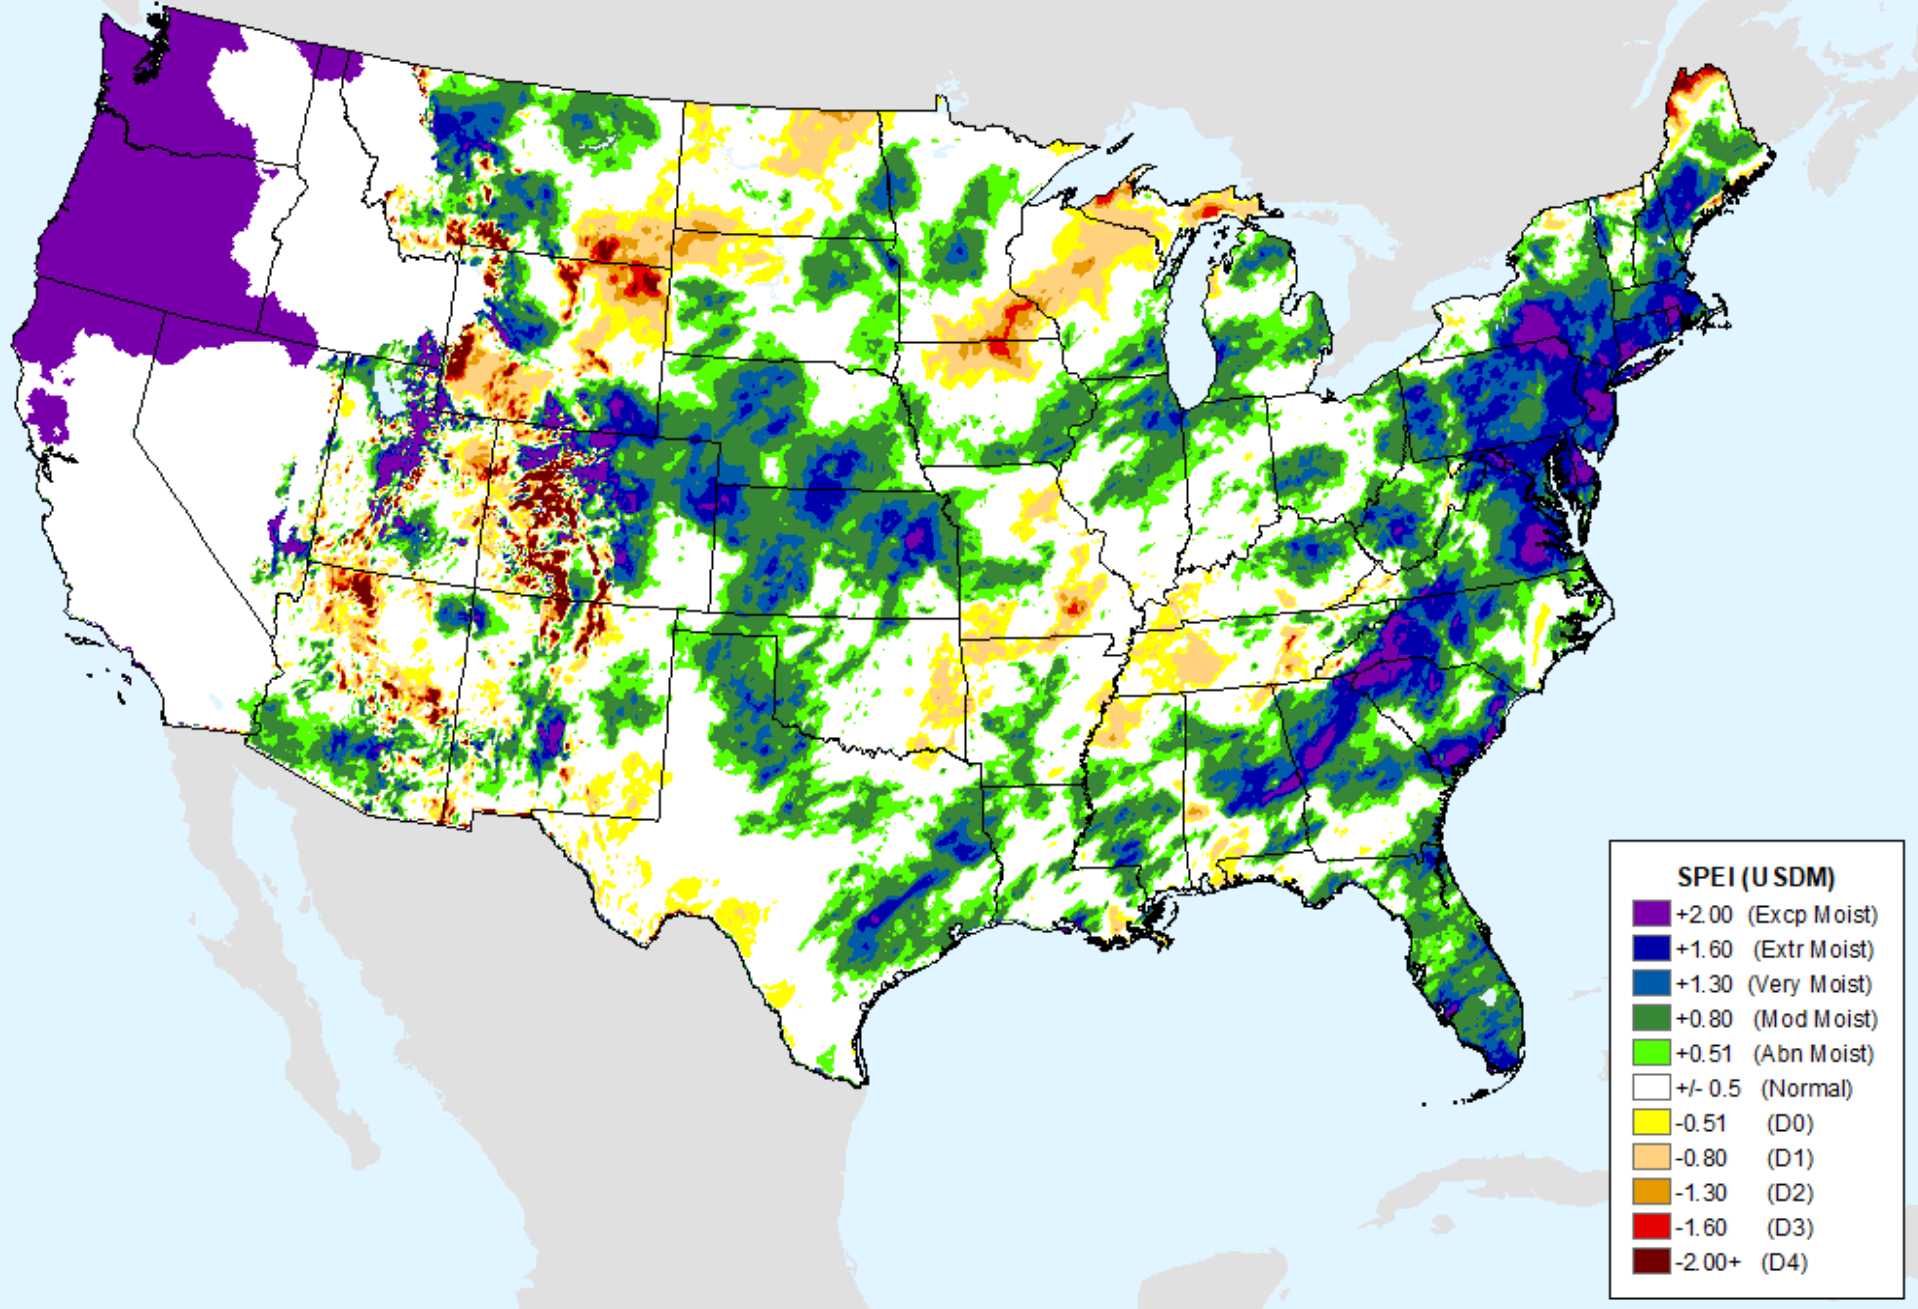 SPEI (USDM)
+2.00 (Excp Moist)
+1.60 (Extr Moist)
+1.30 (Very Moist)
+0.80 (Mod Moist)
+0.51 (Abn Moist)
+/- 0.5 (Normal)
-0.51 (D0)
-0.80 (D1)
-1.30 (D2)
-1.60 (D3)
-2.00+ (D4)